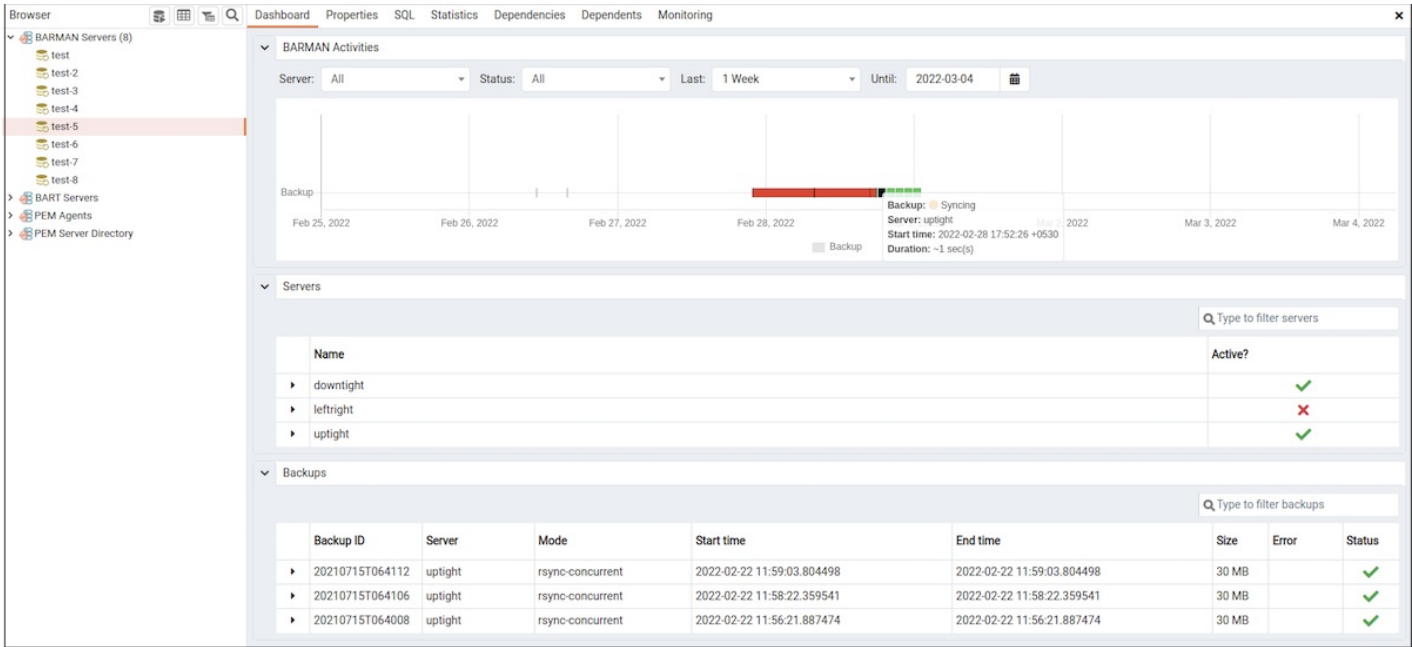 Browser
BARMAN Servers (8)
test
test-2
test-3
test-4
test-5
test-6
test-7
test-8
BART Servers
PEM Agents
PEM Server Directory
Dashboard Properties SQL Statistics Dependencies Dependents Monitoring
BARMAN Activities
Server: All Status: All Last: 1 Week Until: 2022-03-04
Backup
Feb 25, 2022 Feb 26, 2022 Feb 27, 2022 Feb 28, 2022 Mar 2, 2022 Mar 3, 2022 Mar 4, 2022
Backup
Backup: Syncing
Server: uptight
Start time: 2022-02-28 17:52:26 +0530
Duration: ~1 sec(s)
Servers
Type to filter servers
Name Active?
downtight
leftright
uptight
Backups
Type to filter backups
Backup ID Server Mode Start time End time Size Error Status
20210715T064112 uptight rsync-concurrent 2022-02-22 11:59:03.804498 2022-02-22 11:59:03.804498 30 MB
20210715T064106 uptight rsync-concurrent 2022-02-22 11:58:22.359541 2022-02-22 11:58:22.359541 30 MB
20210715T064008 uptight rsync-concurrent 2022-02-22 11:56:21.887474 2022-02-22 11:56:21.887474 30 MB